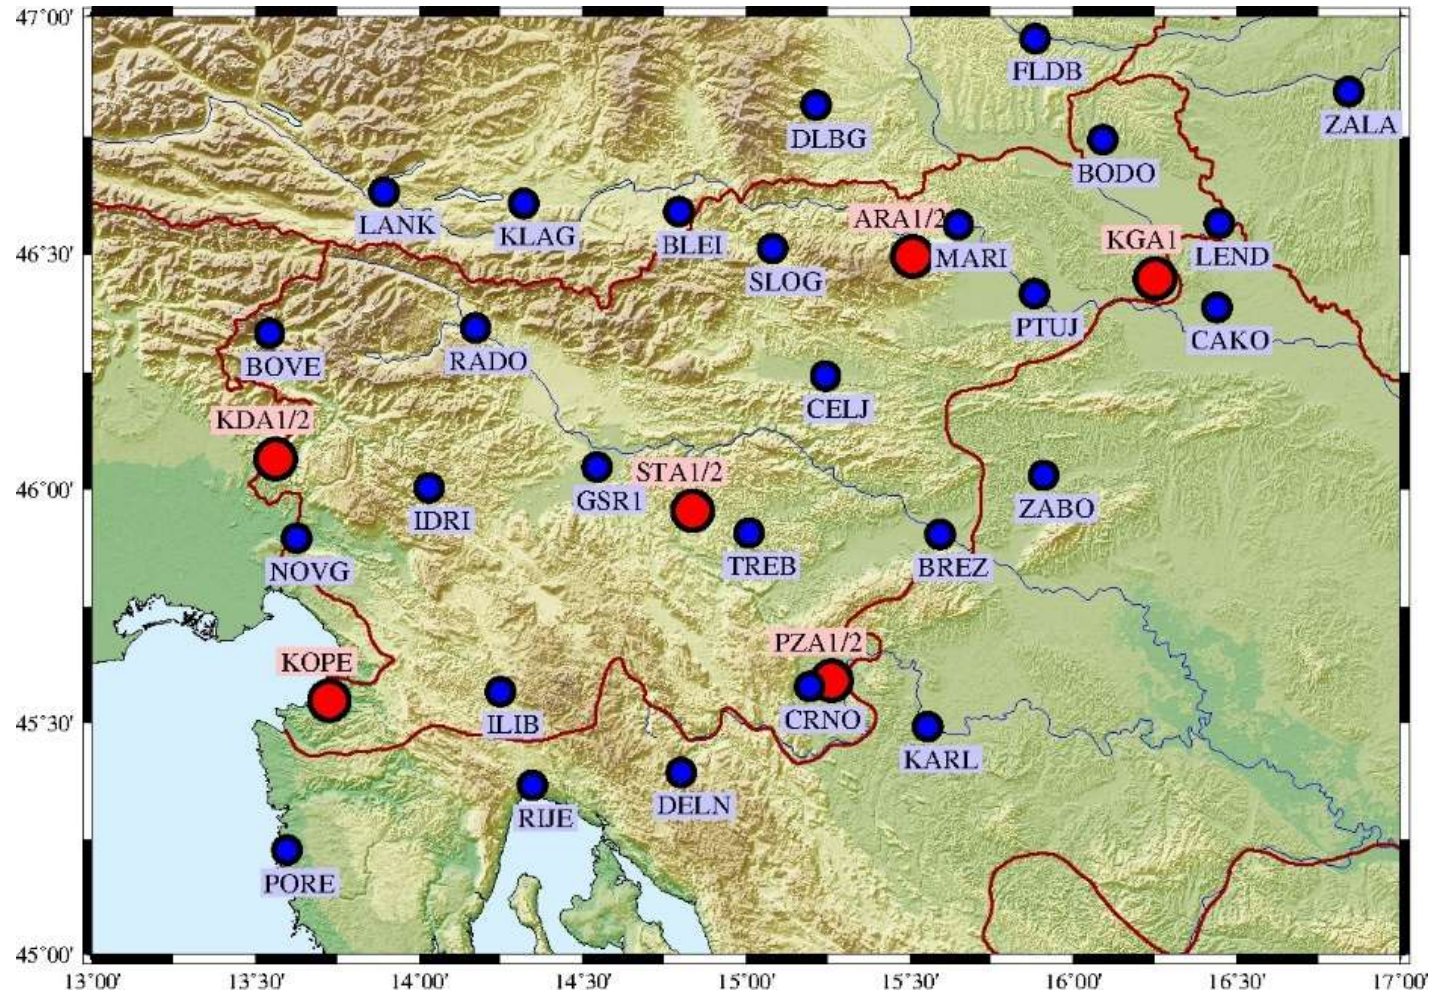 47°00'
FLDB
ZALA
DLBG
BODO
LANK
KLAG
BLEI
ARA1/2
MARI
KGA1
LEND
46°30'
SLOG
PTUJ
CAKO
BOVE
RADO
CELJ
KDA1/2
STA1/2
46°00'
IDRI
GSR1
ZABO
NOVG
TREB
BREZ
KOPE
PZA1/2
45°30'
ILIB
CRNO
KARL
RIJE
DELN
PORE
45°00'
13°00'
13°30'
14°00'
14°30'
15°00'
15°30'
16°00'
16°30'
17°00'